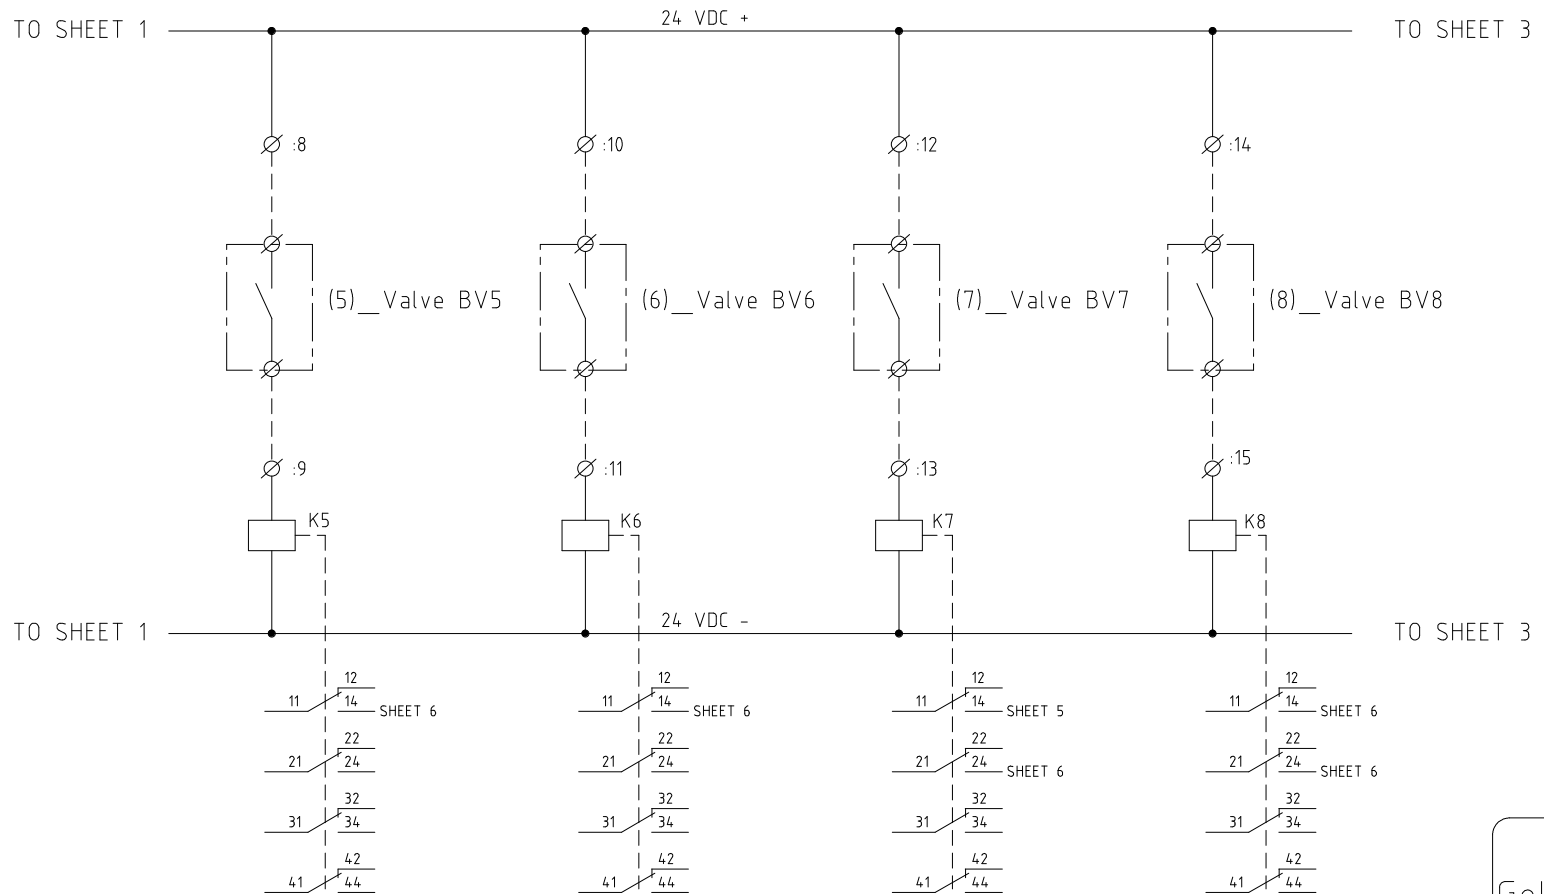 24 VDC +
TO SHEET 1 TO SHEET 3
:8 :10 :12 :14
(5)__Valve BV5 (6)__Valve BV6 (7)__Valve BV7 (8)__Valve BV8
:9 :11 :13 :15
K5 K6 K7 K8
24 VDC -
TO SHEET 1 TO SHEET 3
12 12 12 12
11 14 SHEET 6 11 14 SHEET 6 11 14 SHEET 5 11 14 SHEET 6
22 22 22 22
21 24 21 24 21 24 SHEET 6 21 24 SHEET 6
32 32 32 32
31 34 31 34 31 34 31 34
42 42 42 42
41 44 41 44 41 44 41 44